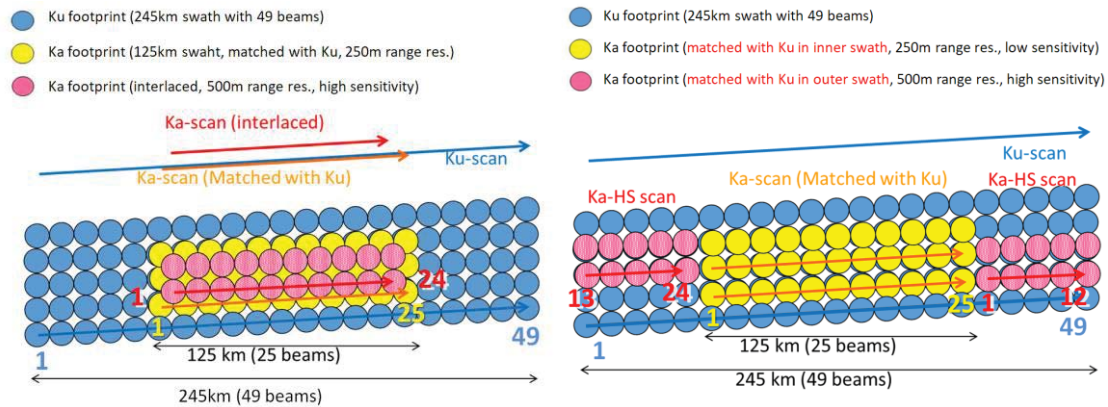 Ku footprint (245km swath with 49 beams)
Ka footprint (125km swaht, matched with Ku, 250m range res.)
Ka footprint (interlaced, 500m range res., high sensitivity)
Ka-scan (interlaced)
Ku-scan
Ka-scan (Matched with Ku)
1
24
1
25
1
49
125 km (25 beams)
245km (49 beams)
Ku footprint (245km swath with 49 beams)
Ka footprint (matched with Ku in inner swath, 250m range res., low sensitivity)
Ka footprint (matched with Ku in outer swath, 500m range res., high sensitivity)
Ku-scan
Ka-HS scan
Ka-scan (Matched with Ku)
Ka-HS scan
13
24
1
25
1
12
1
49
125 km (25 beams)
245 km (49 beams)